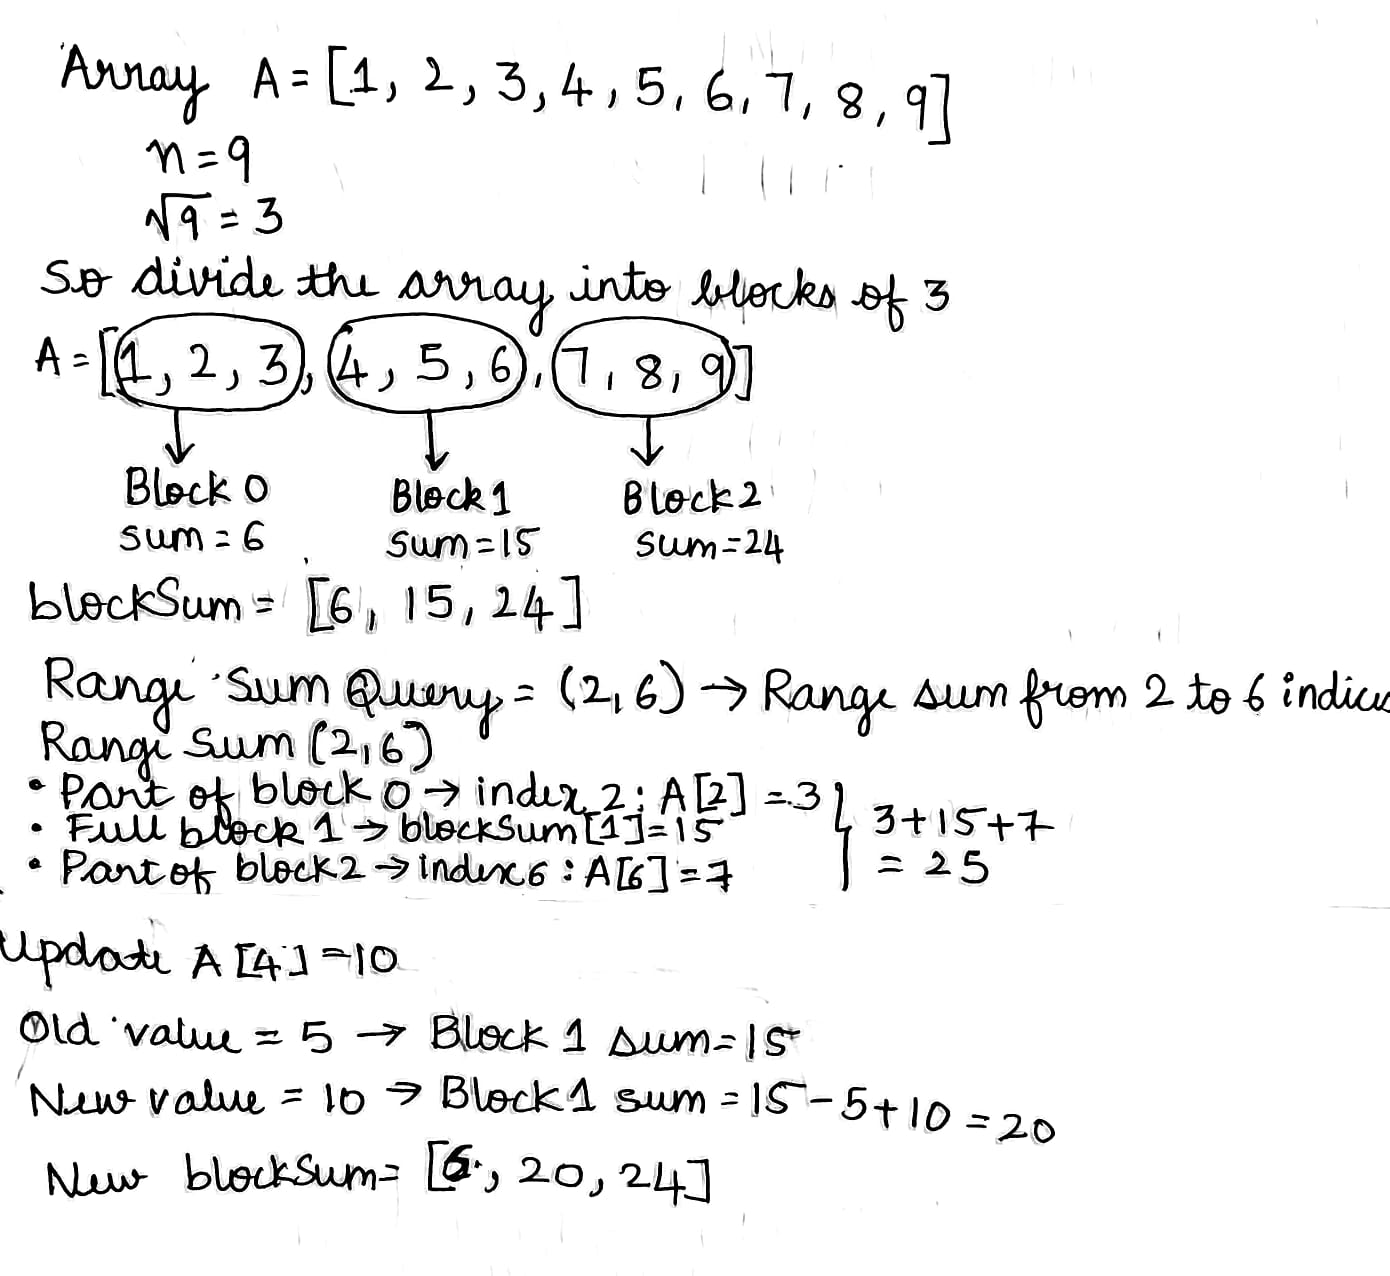 Array A = [1, 2, 3, 4, 5, 6, 7, 8, 9]
n = 9
√9 = 3
So divide the array into blocks of 3
A = [1, 2, 3, 4, 5, 6, 7, 8, 9]
Block 0 Block 1 Block 2
sum = 6 sum = 15 sum = 24
blockSum = [6, 15, 24]
Range Sum Query = (2, 6) → Range sum from 2 to 6 indices
Range Sum (2, 6)
• Part of block 0 → index 2 : A[2] = 3
• Full block 1 → blockSum[1] = 15
• Part of block 2 → index 6 : A[6] = 7
3 + 15 + 7
= 25
Update A[4] = 10
Old value = 5 → Block 1 sum = 15
New value = 10 → Block 1 sum = 15 - 5 + 10 = 20
New blockSum = [6, 20, 24]